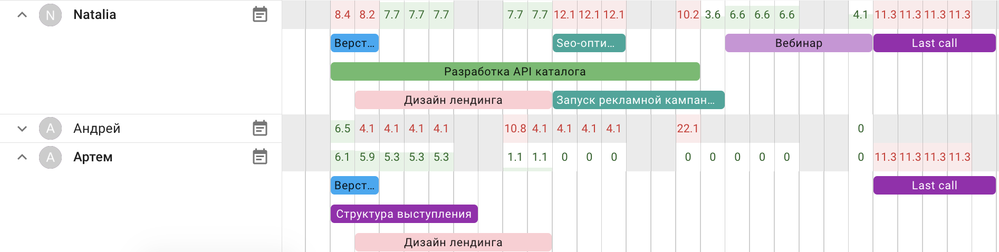 N Natalia 8.4 8.2 7.7 7.7 7.7 7.7 7.7 12.1 12.1 12.1 10.2 3.6 6.6 6.6 6.6 4.1 11.3 11.3 11.3 11.3
Верст... Seo-опти... Вебинар Last call
Разработка API каталога
Дизайн лендинга Запуск рекламной кампан...
А Андрей 6.5 4.1 4.1 4.1 4.1 10.8 4.1 4.1 4.1 4.1 22.1 0
А Артем 6.1 5.9 5.3 5.3 5.3 1.1 1.1 0 0 0 0 0 0 0 0 0 11.3 11.3 11.3 11.3
Верст... Last call
Структура выступления
Дизайн лендинга